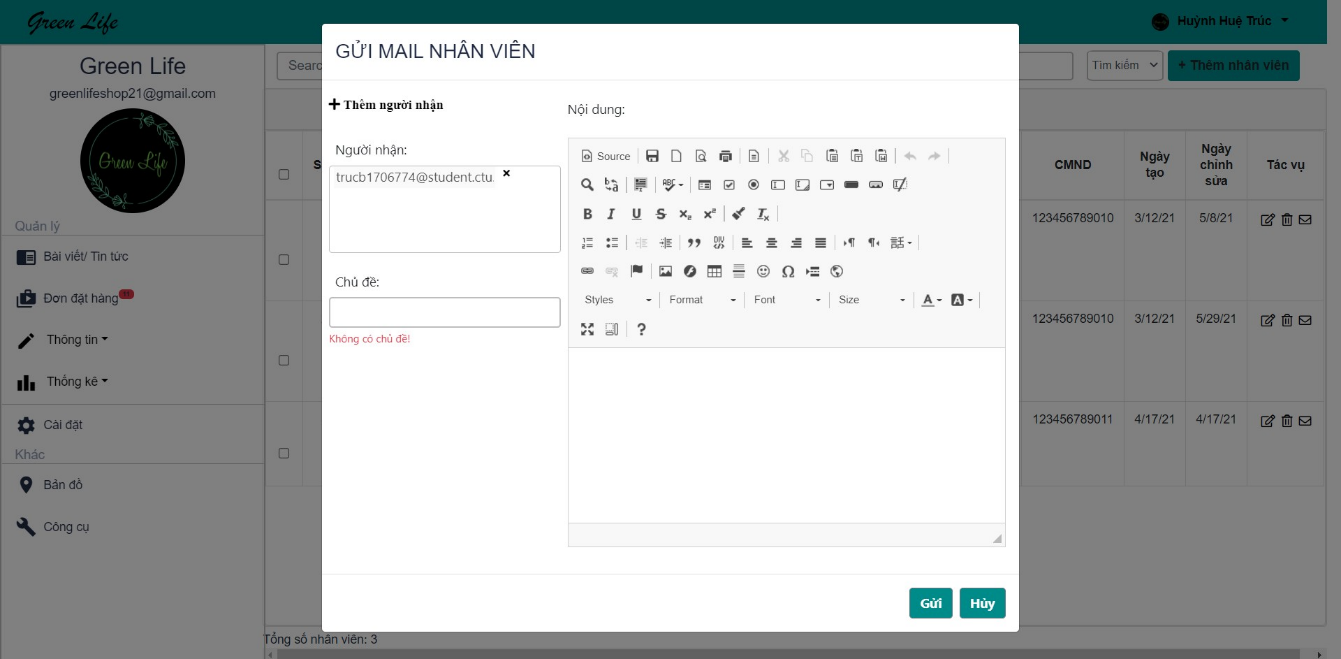 Green Life
Huỳnh Huệ Trúc
Green Life
greenlifeshop21@gmail.com
Green Life
Quản lý
Bài viết/ Tin tức
Đơn đặt hàng
Thông tin
Thống kê
Cài đặt
Khác
Bản đồ
Công cụ
Searc
Tìm kiếm
+ Thêm nhân viên
S
CMND
Ngày tạo
Ngày chỉnh sửa
Tác vụ
123456789010 3/12/21 5/8/21
123456789010 3/12/21 5/29/21
123456789011 4/17/21 4/17/21
Tổng số nhân viên: 3
GỬI MAIL NHÂN VIÊN
+ Thêm người nhận
Người nhận:
trucb1706774@student.ctu.
Chủ đề:
Không có chủ đề!
Nội dung:
Source
Styles Format Font Size
Gửi Hủy